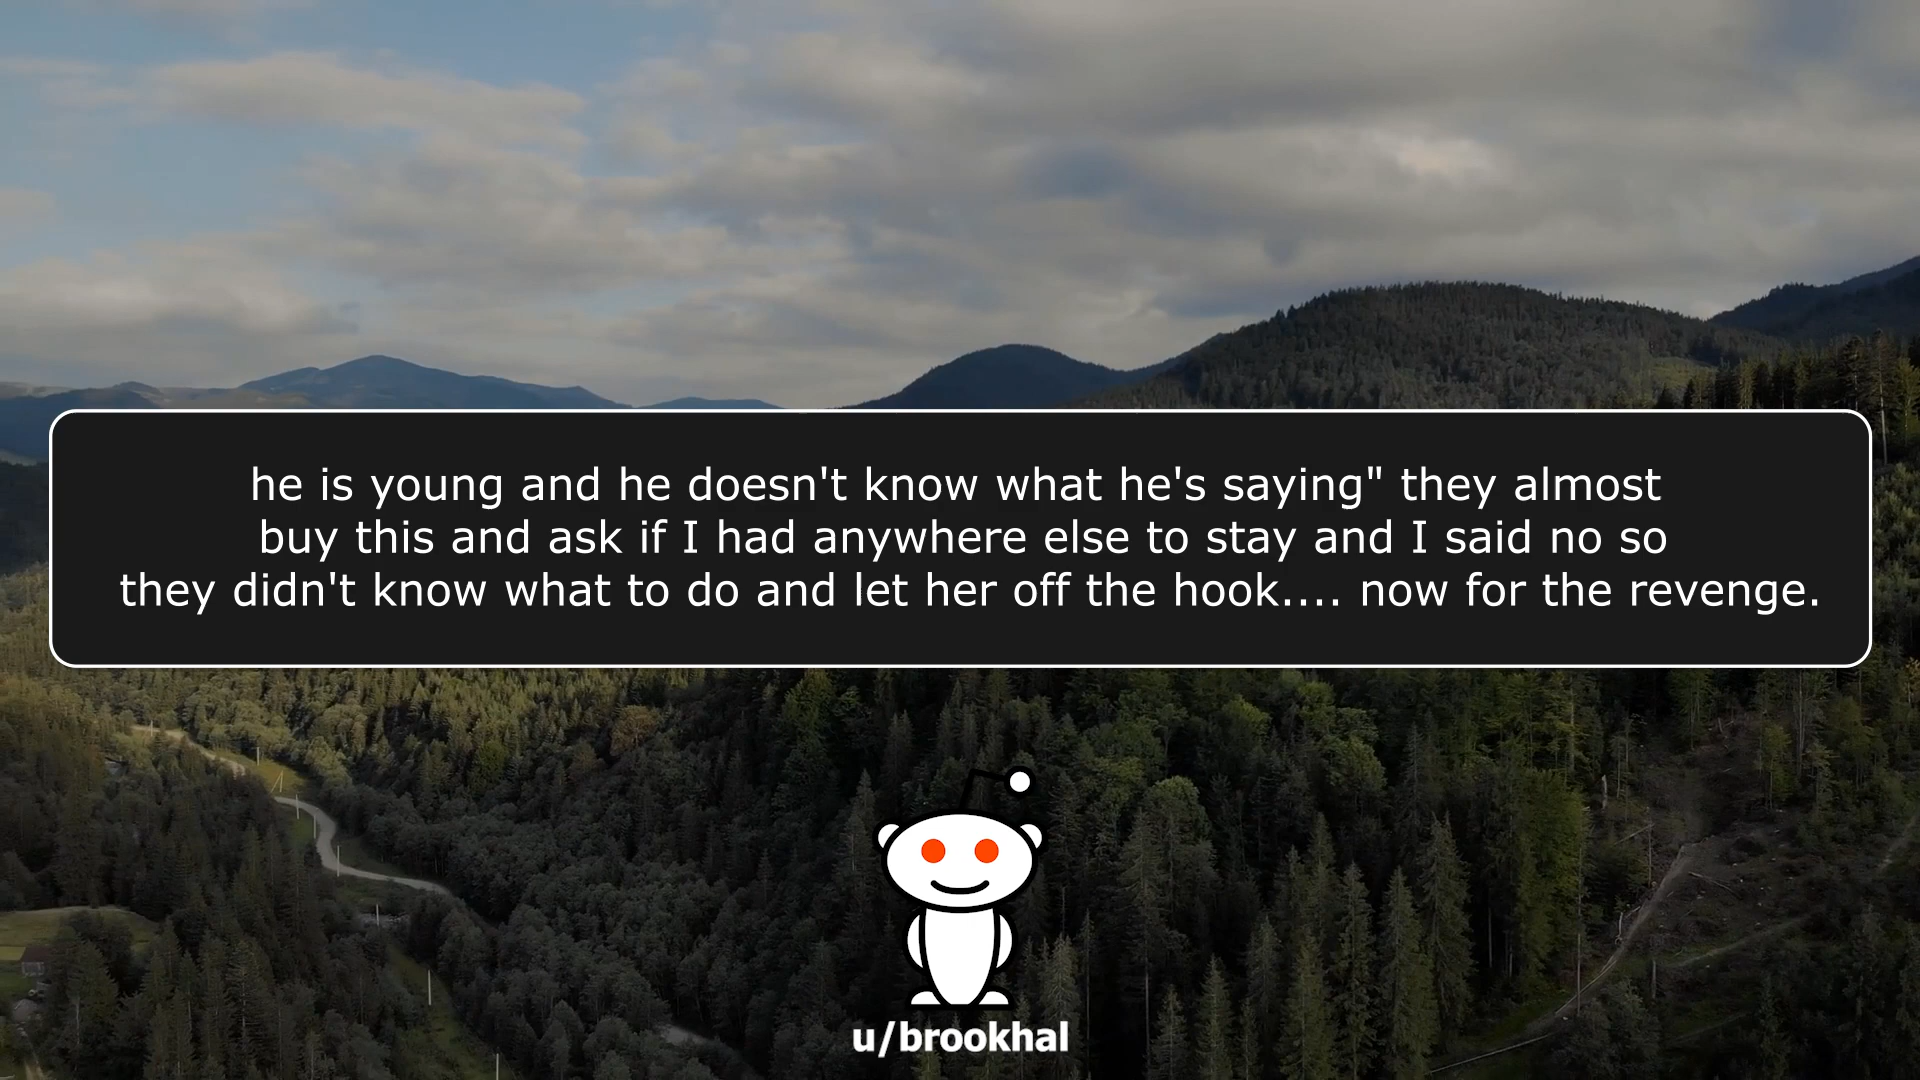 he is young and he doesn't know what he's saying" they almost
buy this and ask if I had anywhere else to stay and I said no so
they didn't know what to do and let her off the hook.... now for the revenge.
u/brookhal